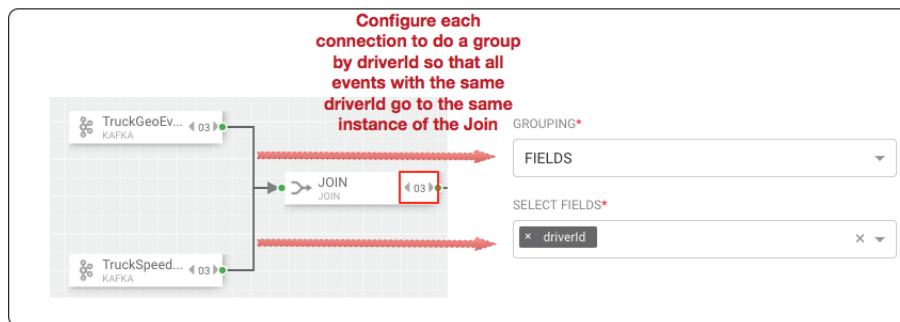 Configure each
connection to do a group
by driverId so that all
events with the same
driverId go to the same
instance of the Join
TruckGeoEv...
03
KAFKA
JOIN
03
JOIN
TruckSpeed...
03
KAFKA
GROUPING*
FIELDS
SELECT FIELDS*
× driverId
×